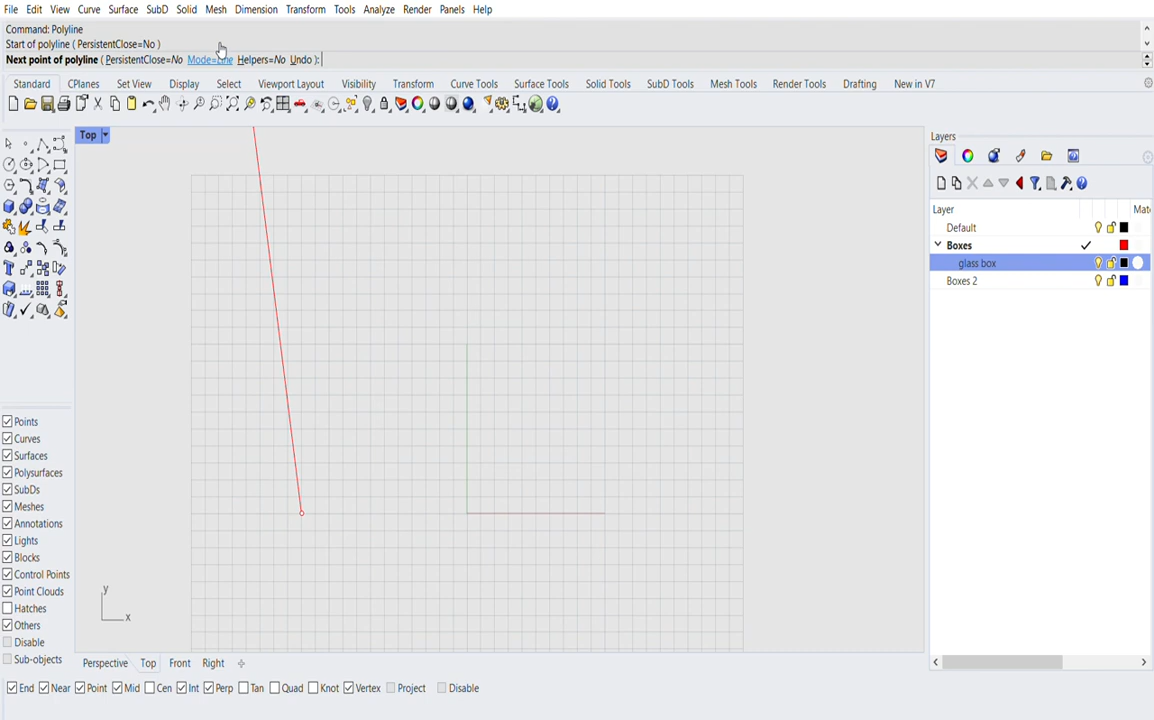 File Edit View Curve Surface SubD Solid Mesh Dimension Transform Tools Analyze Render Panels Help
Command: Polyline
Start of polyline ( PersistentClose=No )
Next point of polyline ( PersistentClose=No Mode=Line Helpers=No Undo ):
Standard CPlanes Set View Display Select Viewport Layout Visibility Transform Curve Tools Surface Tools Solid Tools SubD Tools Mesh Tools Render Tools Drafting New in V7
Top
Layers
Layer Mat
Default
Boxes
glass box
Boxes 2
Points
Curves
Surfaces
Polysurfaces
SubDs
Meshes
Annotations
Lights
Blocks
Control Points
Point Clouds
Hatches
Others
Disable
Sub-objects
y
x
Perspective Top Front Right
End Near Point Mid Cen Int Perp Tan Quad Knot Vertex Project Disable